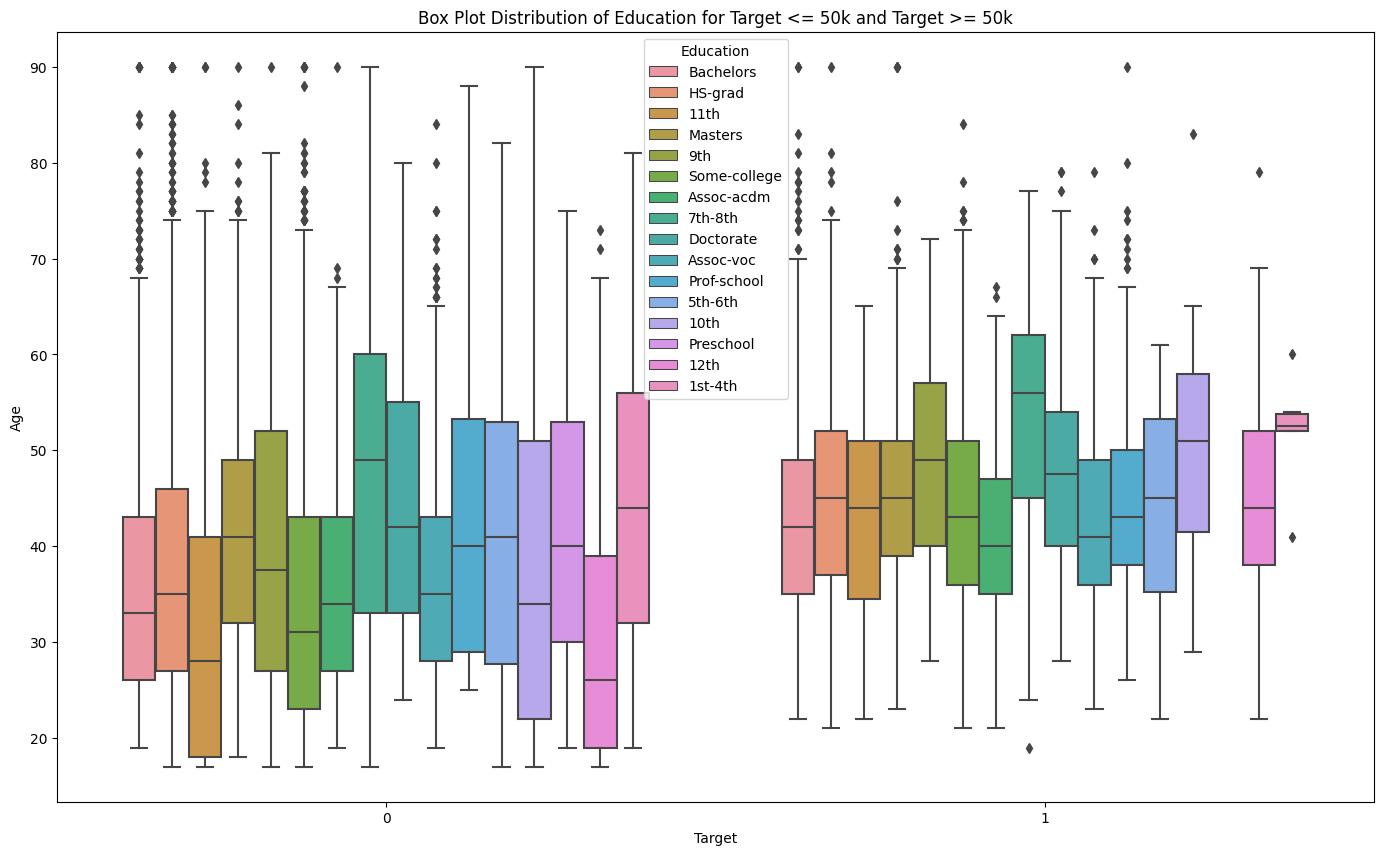 Box Plot Distribution of Education for Target <= 50k and Target >= 50k
Education
Bachelors
HS-grad
11th
Masters
9th
Some-college
Assoc-acdm
7th-8th
Doctorate
Assoc-voc
Prof-school
5th-6th
10th
Preschool
12th
1st-4th
90
80
70
60
50
40
30
20
Age
0
1
Target